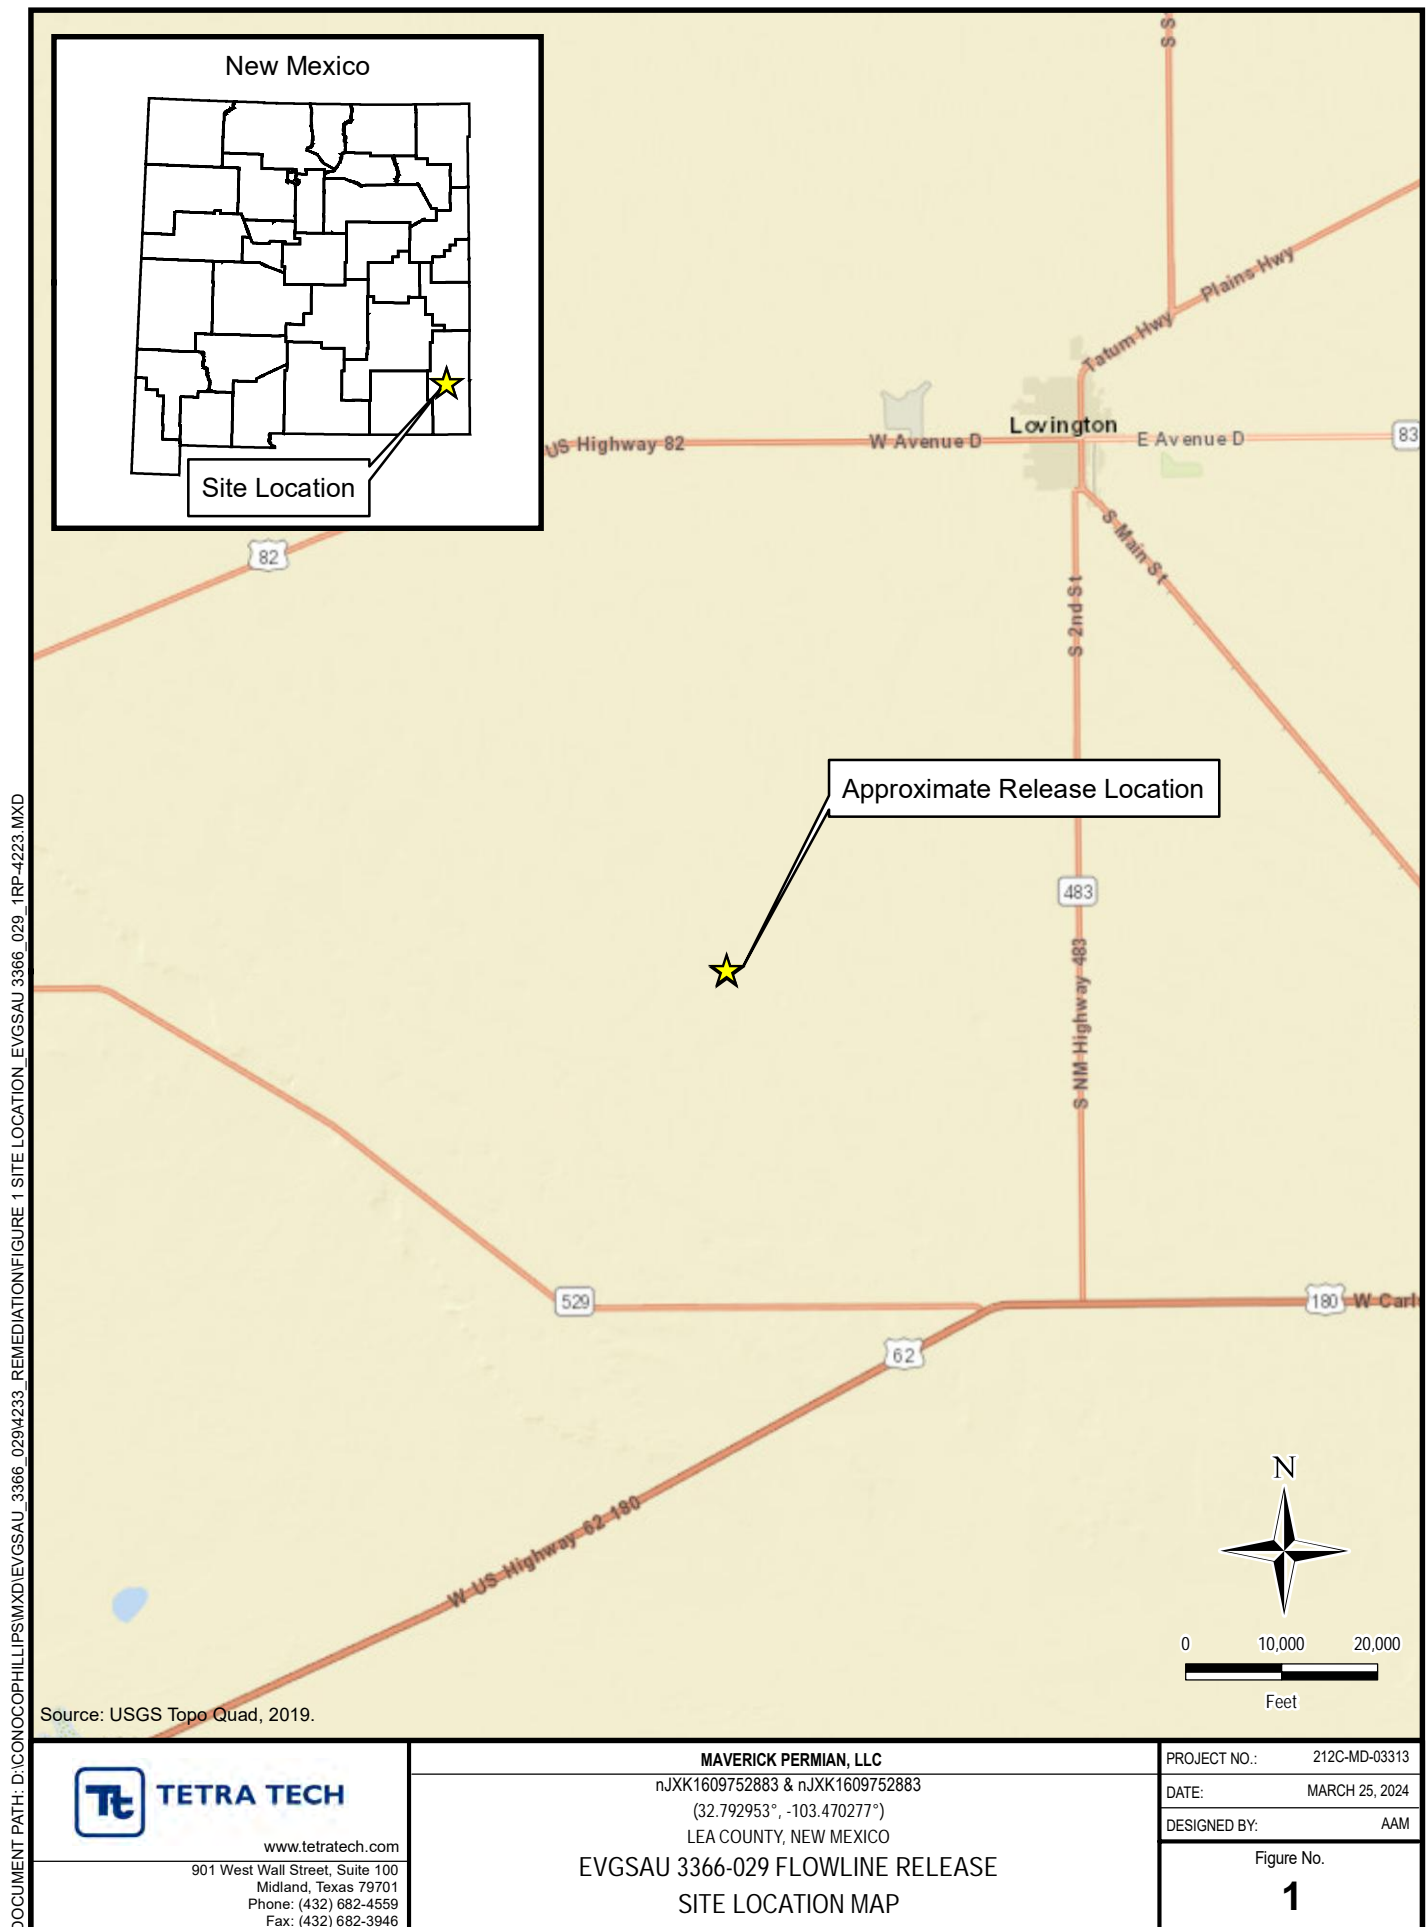 New Mexico
Site Location
S S
Plains Hwy
Tatum Hwy
Lovington
US Highway 82
W Avenue D
E Avenue D
83
82
S Main St
S 2nd St
Approximate Release Location
483
S NM Highway 483
529
180
W Carl
62
W US Highway 62-180
N
0 10,000 20,000
Feet
Source: USGS Topo Quad, 2019.
DOCUMENT PATH: D:\CONOCOPHILLIPS\MXD\EVGSAU_3366_029\4233_REMEDIATION\FIGURE 1 SITE LOCATION_EVGSAU 3366_029_1RP-4223.MXD
Tt TETRA TECH
www.tetratech.com
901 West Wall Street, Suite 100
Midland, Texas 79701
Phone: (432) 682-4559
Fax: (432) 682-3946
MAVERICK PERMIAN, LLC
nJXK1609752883 & nJXK1609752883
(32.792953°, -103.470277°)
LEA COUNTY, NEW MEXICO
EVGSAU 3366-029 FLOWLINE RELEASE
SITE LOCATION MAP
PROJECT NO.: 212C-MD-03313
DATE: MARCH 25, 2024
DESIGNED BY: AAM
Figure No.
1